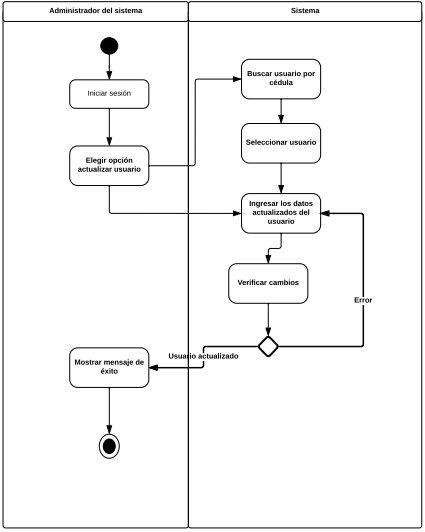 Administrador del sistema
Sistema
Iniciar sesión
Elegir opción
actualizar usuario
Buscar usuario por
cédula
Seleccionar usuario
Ingresar los datos
actualizados del
usuario
Verificar cambios
Error
Usuario actualizado
Mostrar mensaje de
éxito